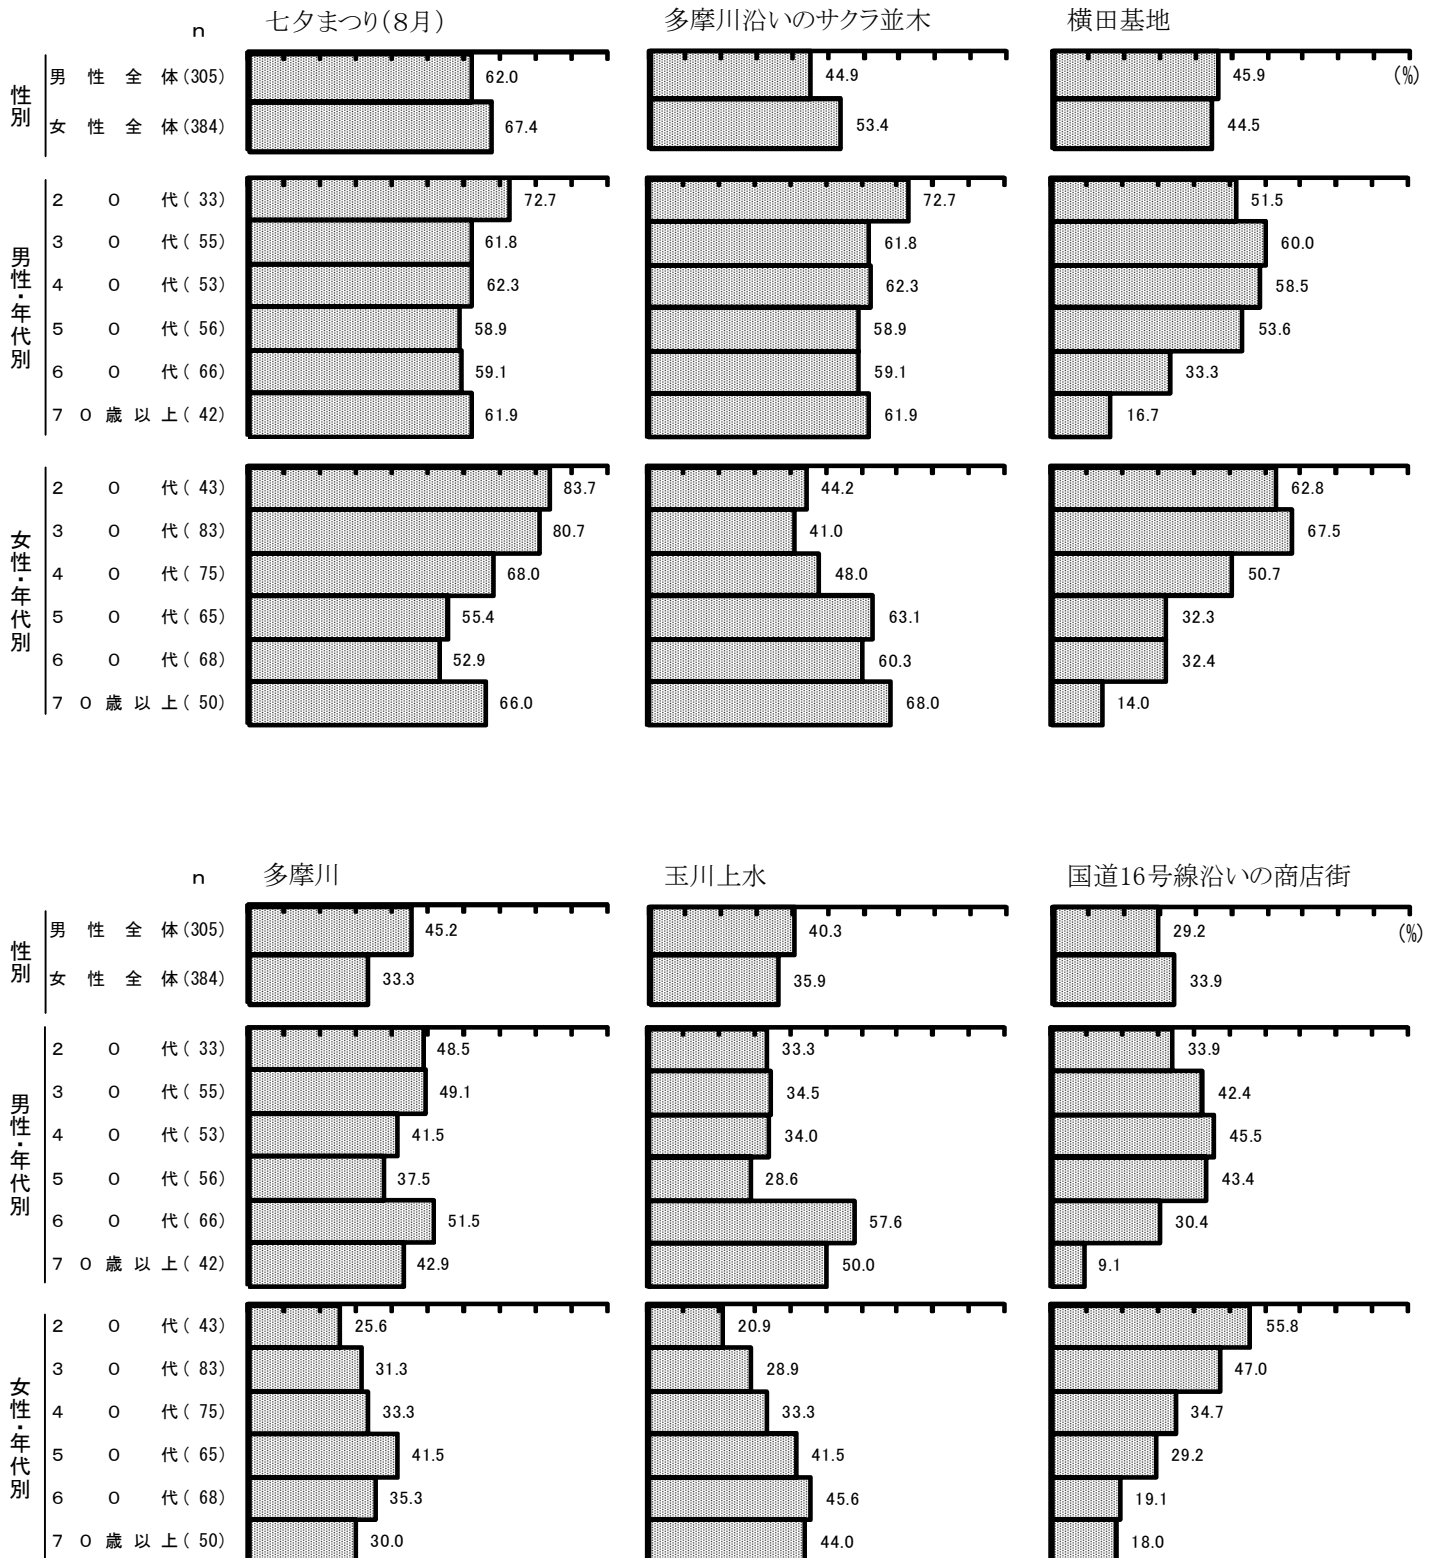 n 七夕まつり(８月) 多摩川沿いのサクラ並木 横田基地
(%)
性別
男 性 全 体(305) 62.0 44.9 45.9
女 性 全 体(384) 67.4 53.4 44.5
男性・年代別
２ ０ 代( 33) 72.7 72.7 51.5
３ ０ 代( 55) 61.8 61.8 60.0
４ ０ 代( 53) 62.3 62.3 58.5
５ ０ 代( 56) 58.9 58.9 53.6
６ ０ 代( 66) 59.1 59.1 33.3
７ ０ 歳 以 上( 42) 61.9 61.9 16.7
女性・年代別
２ ０ 代( 43) 83.7 44.2 62.8
３ ０ 代( 83) 80.7 41.0 67.5
４ ０ 代( 75) 68.0 48.0 50.7
５ ０ 代( 65) 55.4 63.1 32.3
６ ０ 代( 68) 52.9 60.3 32.4
７ ０ 歳 以 上( 50) 66.0 68.0 14.0
n 多摩川 玉川上水 国道16号線沿いの商店街
(%)
性別
男 性 全 体(305) 45.2 40.3 29.2
女 性 全 体(384) 33.3 35.9 33.9
男性・年代別
２ ０ 代( 33) 48.5 33.3 33.9
３ ０ 代( 55) 49.1 34.5 42.4
４ ０ 代( 53) 41.5 34.0 45.5
５ ０ 代( 56) 37.5 28.6 43.4
６ ０ 代( 66) 51.5 57.6 30.4
７ ０ 歳 以 上( 42) 42.9 50.0 9.1
女性・年代別
２ ０ 代( 43) 25.6 20.9 55.8
３ ０ 代( 83) 31.3 28.9 47.0
４ ０ 代( 75) 33.3 33.3 34.7
５ ０ 代( 65) 41.5 41.5 29.2
６ ０ 代( 68) 35.3 45.6 19.1
７ ０ 歳 以 上( 50) 30.0 44.0 18.0